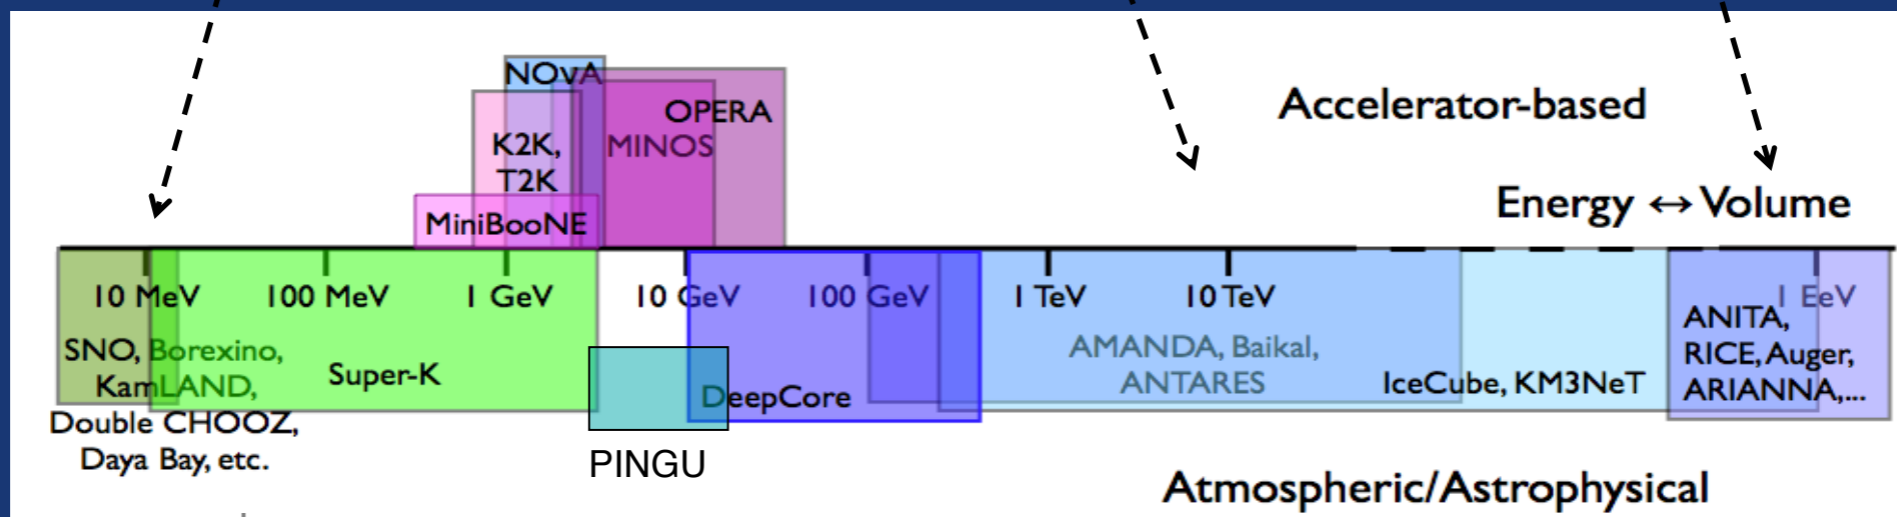 NOvA
OPERA
Accelerator-based
K2K,
T2K
MINOS
MiniBooNE
Energy ↔ Volume
10 MeV
100 MeV
1 GeV
10 GeV
100 GeV
1 TeV
10 TeV
1 EeV
SNO, Borexino,
KamLAND,
Double CHOOZ,
Daya Bay, etc.
Super-K
PINGU
DeepCore
AMANDA, Baikal,
ANTARES
IceCube, KM3NeT
ANITA,
RICE, Auger,
ARIANNA,...
Atmospheric/Astrophysical